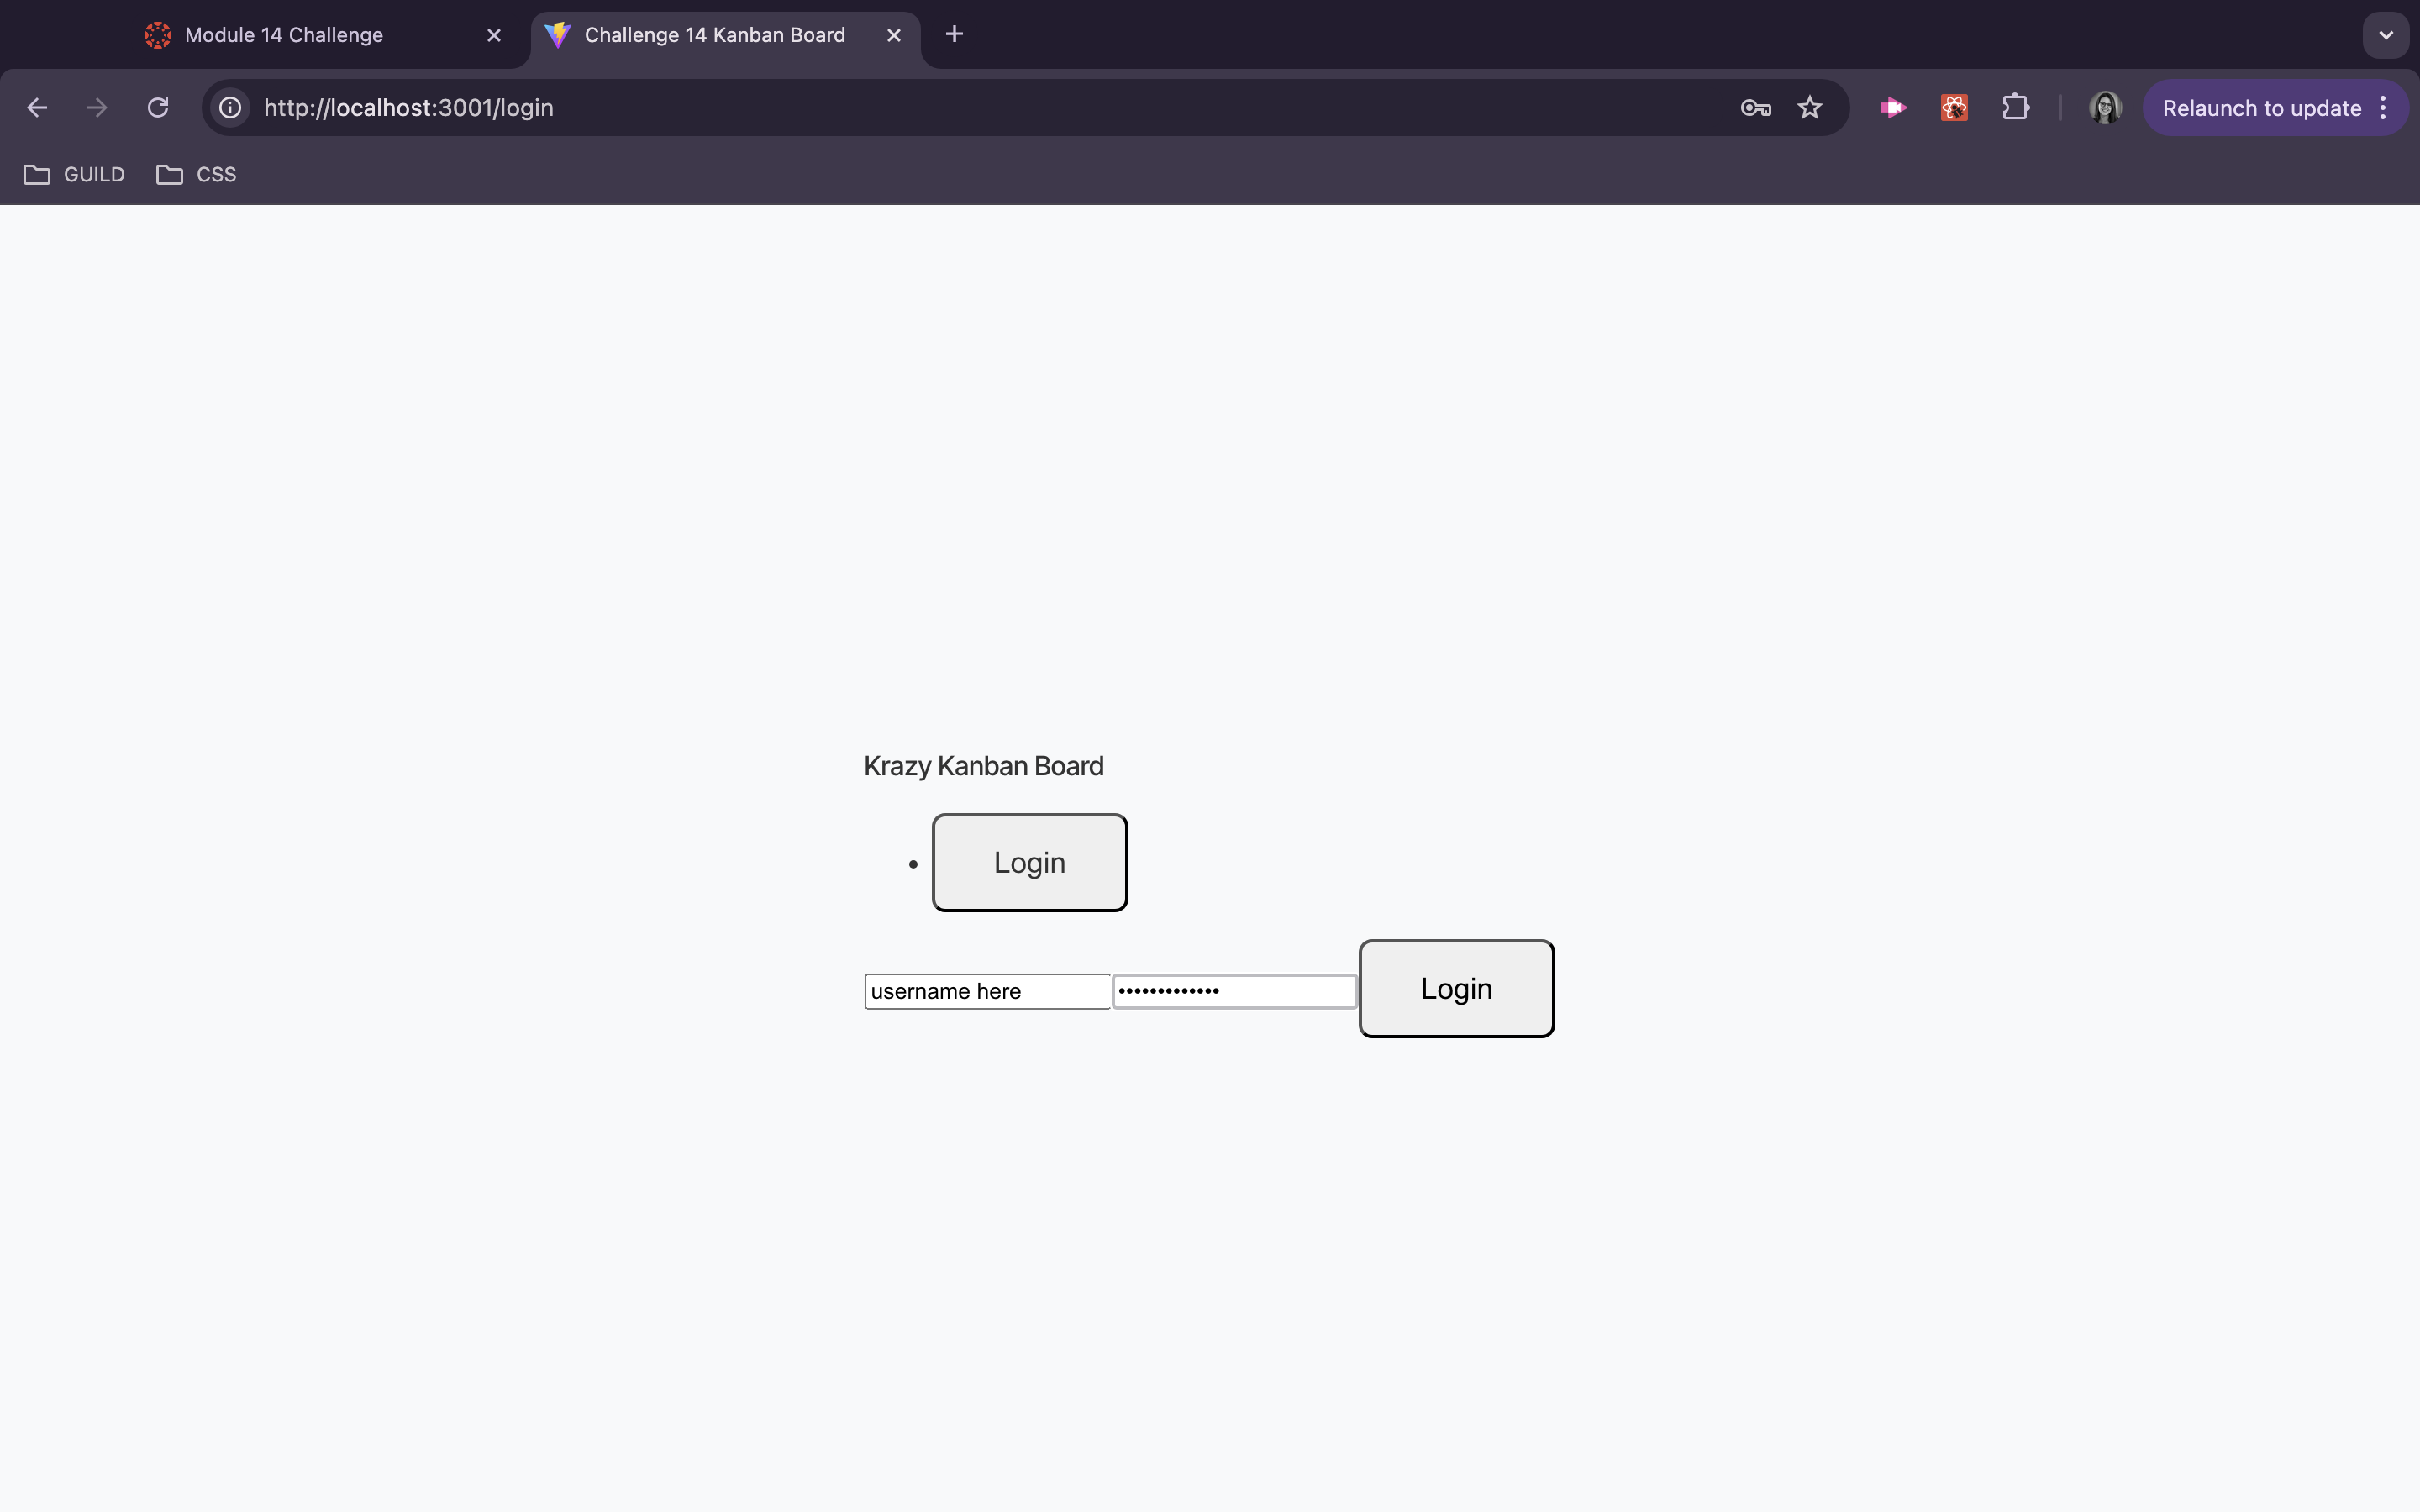 Module 14 Challenge
Challenge 14 Kanban Board
http://localhost:3001/login
Relaunch to update
GUILD
CSS
Krazy Kanban Board
Login
username here
•••••••••••••
Login